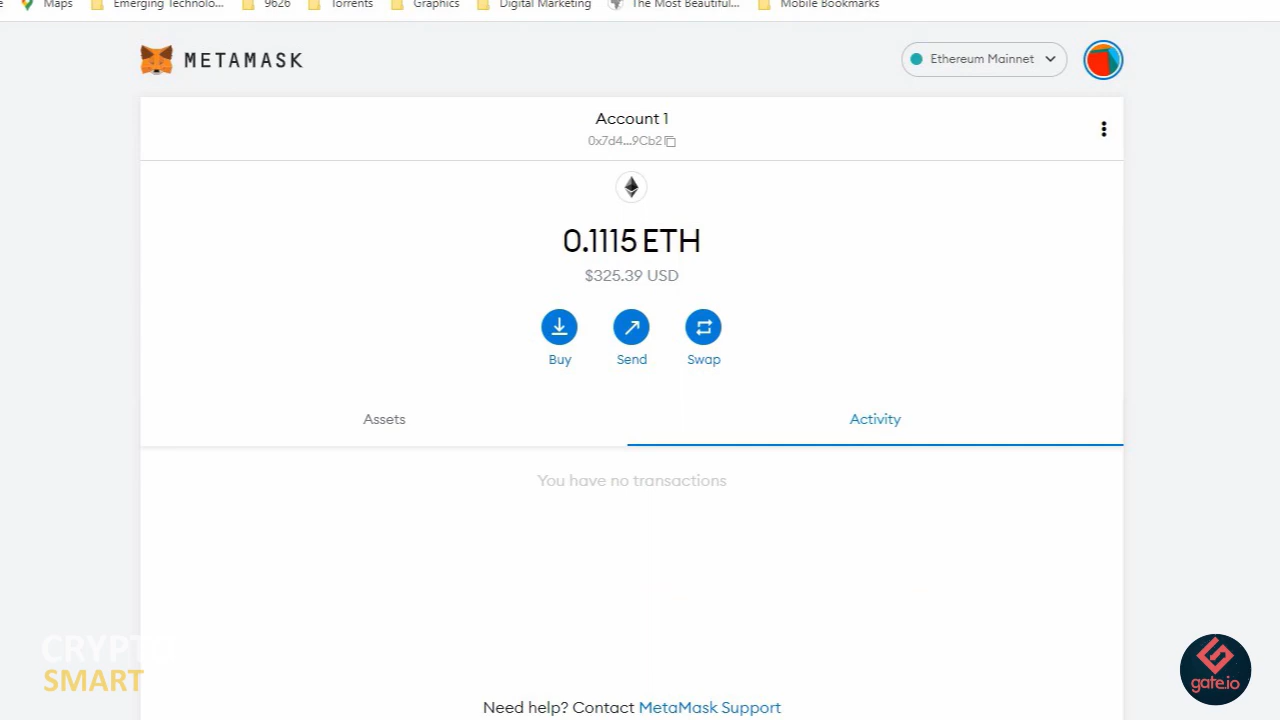 Maps Emerging Technolo... 9626 Torrents Graphics Digital Marketing The Most Beautiful... Mobile Bookmarks
METAMASK
Ethereum Mainnet
Account 1
0x7d4...9Cb2
0.1115 ETH
$325.39 USD
Buy Send Swap
Assets Activity
You have no transactions
CRYPTO
SMART
gate.io
Need help? Contact MetaMask Support